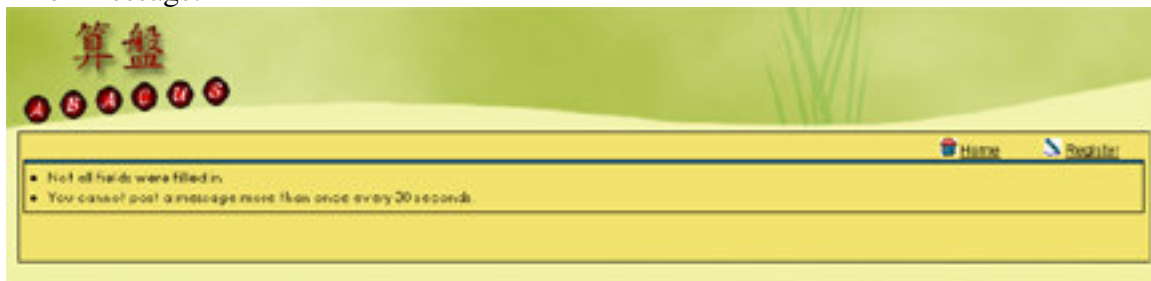 算盤
ABACUS
Home Register
Not all fields were filled in.
You cannot post a message more than once every 30 seconds.